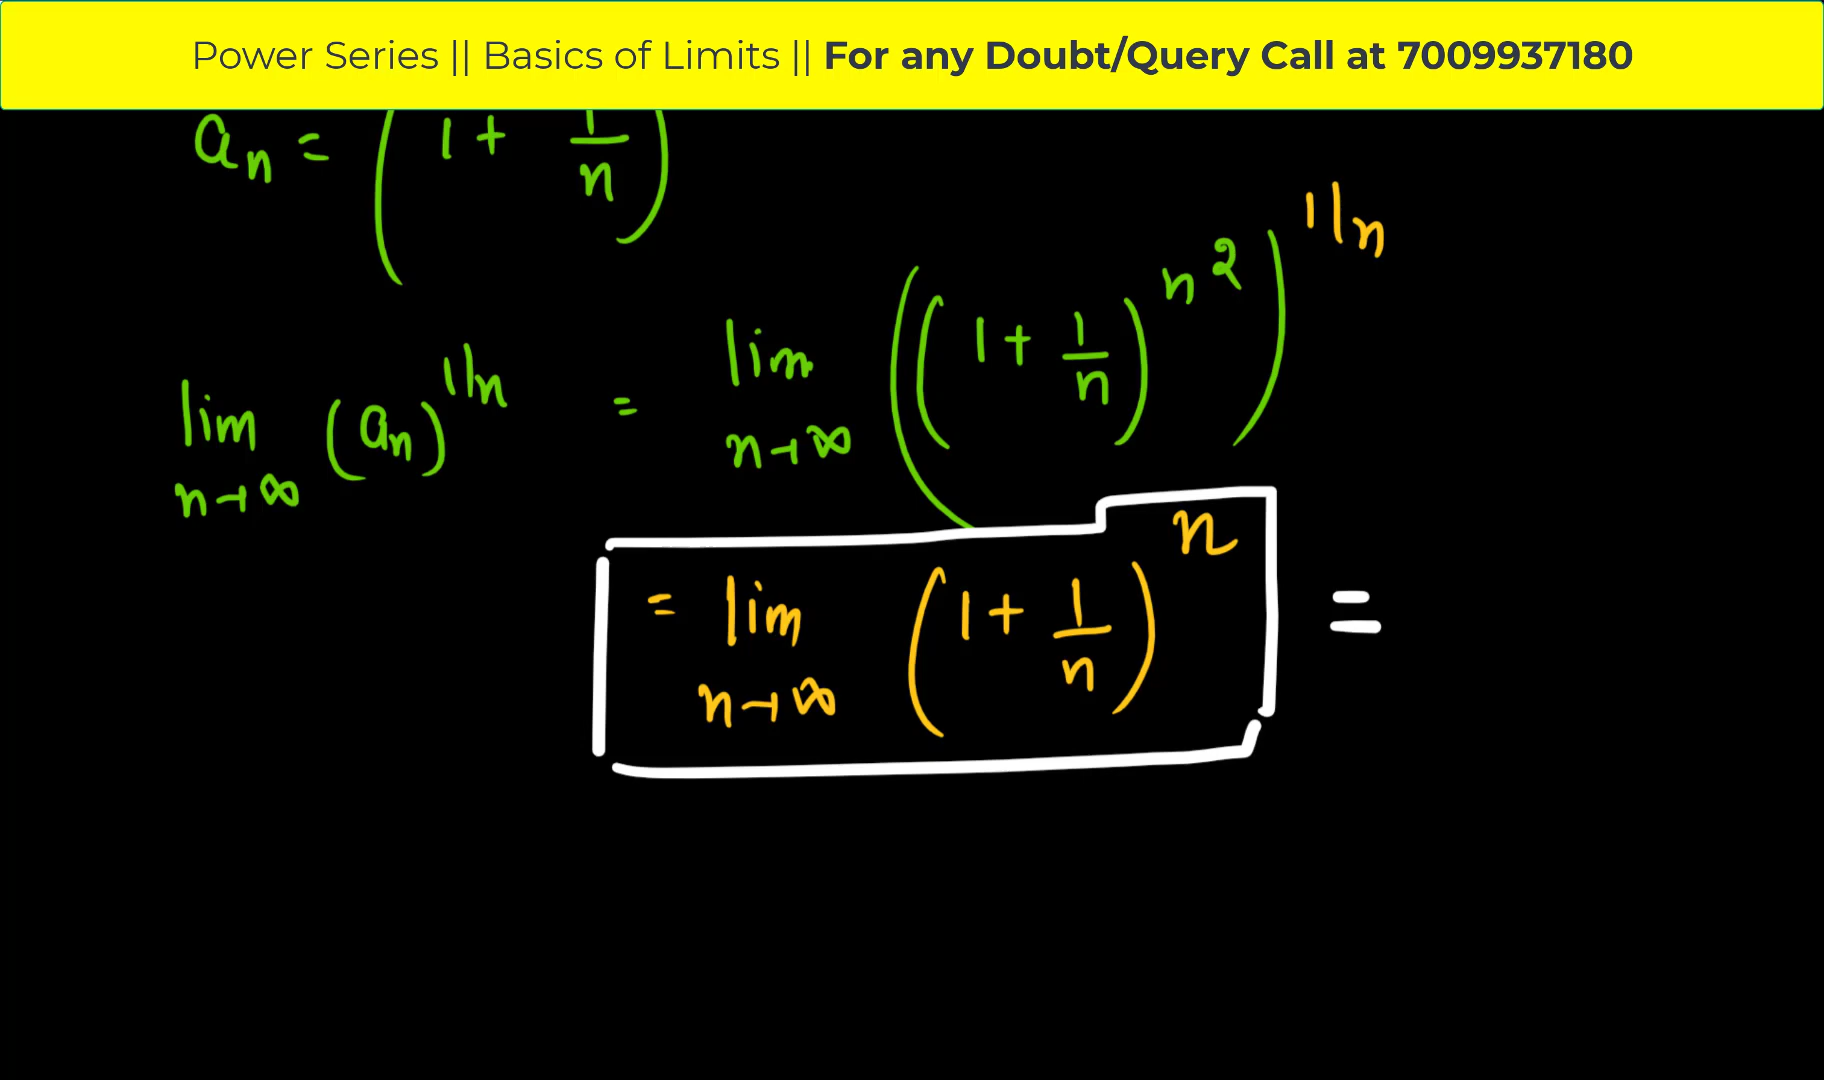 Power Series || Basics of Limits || For any Doubt/Query Call at 7009937180
aₙ = (1 + 1/n)
lim n→∞ (aₙ)^1/n = lim n→∞ ((1 + 1/n)^n²)^1/n
= lim n→∞ (1 + 1/n)^n =